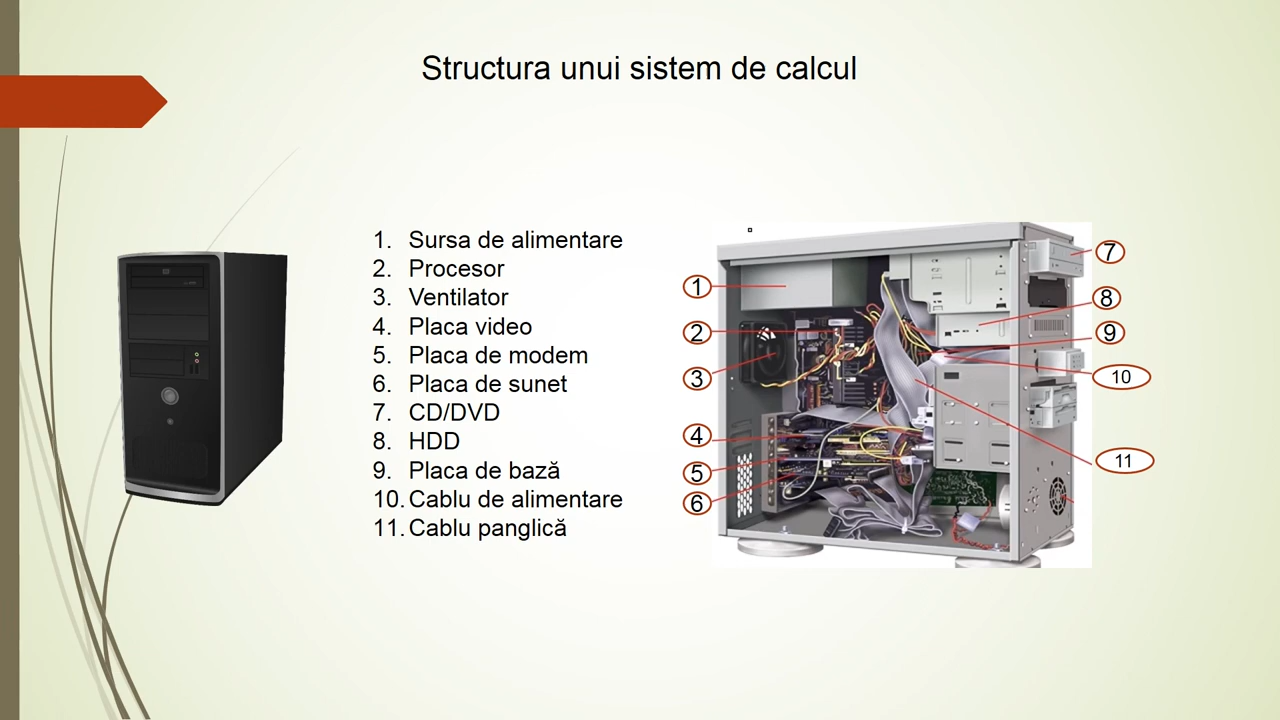 Structura unui sistem de calcul
1. Sursa de alimentare
2. Procesor
3. Ventilator
4. Placa video
5. Placa de modem
6. Placa de sunet
7. CD/DVD
8. HDD
9. Placa de bază
10. Cablu de alimentare
11. Cablu panglică
1
2
3
4
5
6
7
8
9
10
11